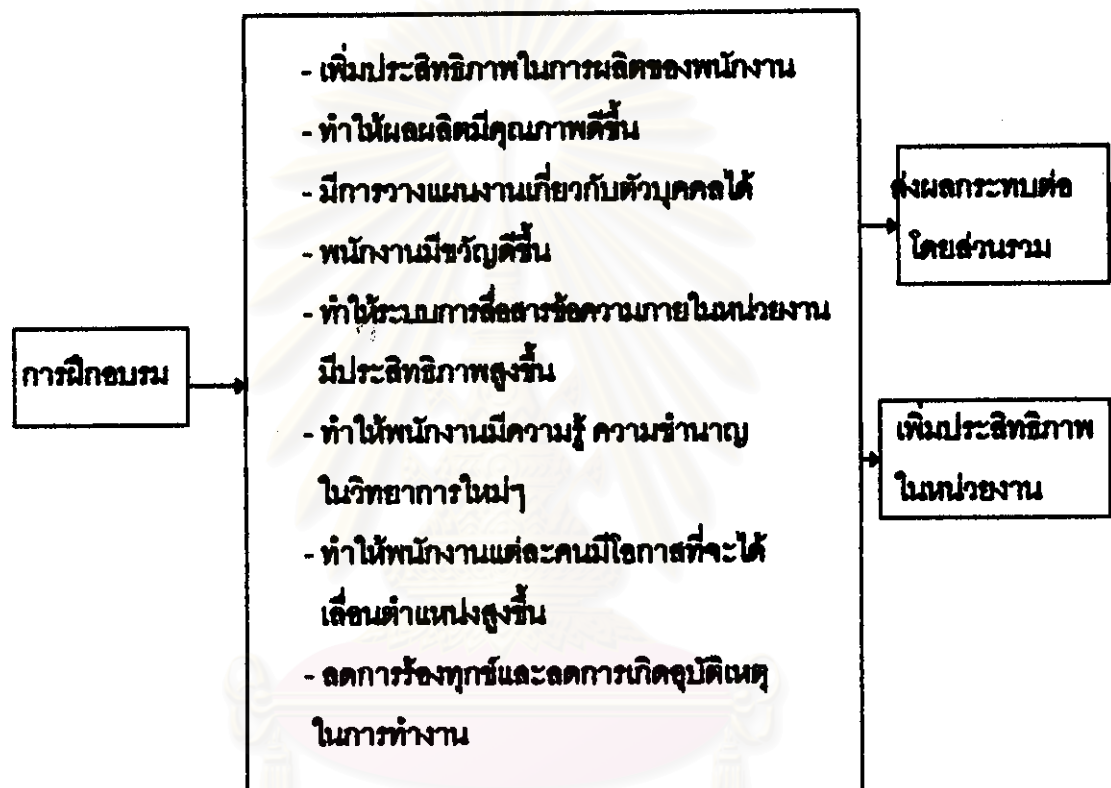 การฝึกอบรม
- เพิ่มประสิทธิภาพในการผลิตของพนักงาน
- ทำให้ผลผลิตมีคุณภาพดีขึ้น
- มีการวางแผนงานเกี่ยวกับตัวบุคคลได้
- พนักงานมีขวัญดีขึ้น
- ทำให้ระบบการสื่อสารข้อความภายในหน่วยงาน
มีประสิทธิภาพสูงขึ้น
- ทำให้พนักงานมีความรู้ ความชำนาญ
ในวิทยาการใหม่ๆ
- ทำให้พนักงานแต่ละคนมีโอกาสที่จะได้
เลื่อนตำแหน่งสูงขึ้น
- ลดการร้องทุกข์และลดการเกิดอุบัติเหตุ
ในการทำงาน
ส่งผลกระทบต่อ
โดยส่วนรวม
เพิ่มประสิทธิภาพ
ในหน่วยงาน